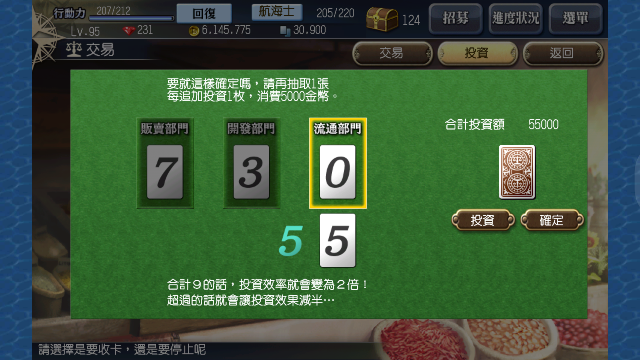 行動力 207/212 回復 航海士 205/220 124 招募 進度狀況 選單
Lv.95 231 6,145.775 30.900
交易 交易 投資 返回
要就這樣確定嗎，請再抽取1張
每追加投資1枚，消費5000金幣。
販賣部門 開發部門 流通部門
合計投資額 55000
7 3 0
投資 確定
5 5
合計９的話，投資效率就會變為２倍！
超過的話就會讓投資效果減半…
請選擇是要收卡，還是要停止呢